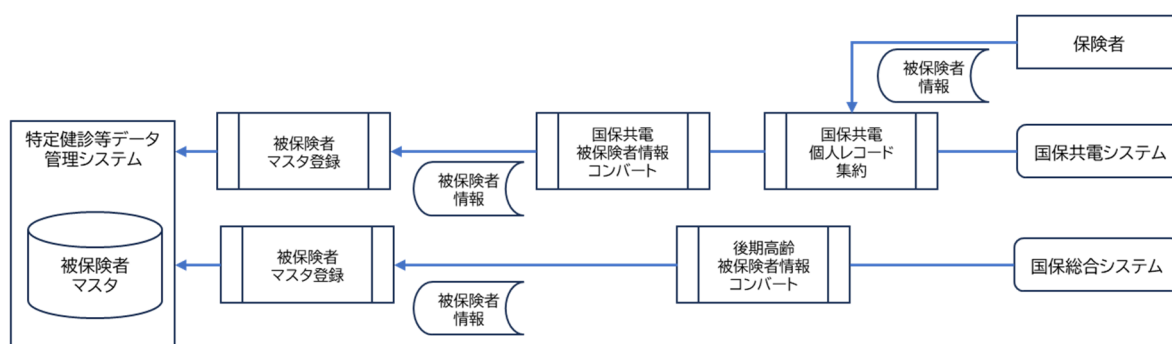 保険者
被保険者
情報
特定健診等データ
管理システム
被保険者
マスタ登録
国保共電
被保険者情報
コンバート
国保共電
個人レコード
集約
国保共電システム
被保険者
情報
被保険者
マスタ
被保険者
マスタ登録
後期高齢
被保険者情報
コンバート
国保総合システム
被保険者
情報